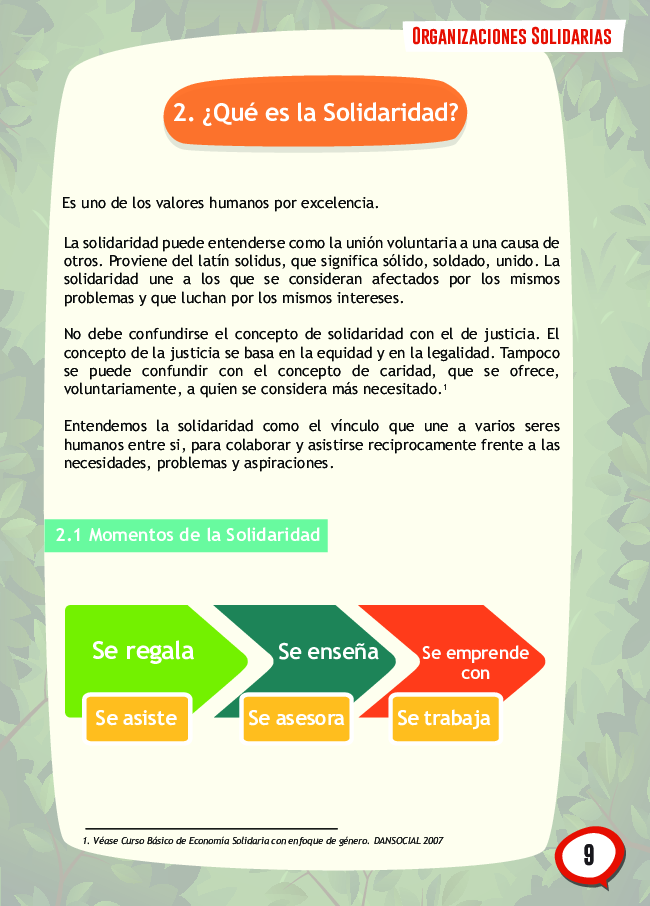 ORGANIZACIONES SOLIDARIAS
2. ¿Qué es la Solidaridad?
Es uno de los valores humanos por excelencia.
La solidaridad puede entenderse como la unión voluntaria a una causa de
otros. Proviene del latín solidus, que significa sólido, soldado, unido. La
solidaridad une a los que se consideran afectados por los mismos
problemas y que luchan por los mismos intereses.
No debe confundirse el concepto de solidaridad con el de justicia. El
concepto de la justicia se basa en la equidad y en la legalidad. Tampoco
se puede confundir con el concepto de caridad, que se ofrece,
voluntariamente, a quien se considera más necesitado.¹
Entendemos la solidaridad como el vínculo que une a varios seres
humanos entre si, para colaborar y asistirse reciprocamente frente a las
necesidades, problemas y aspiraciones.
2.1 Momentos de la Solidaridad
Se regala
Se enseña
Se emprende
con
Se asiste
Se asesora
Se trabaja
1. Véase Curso Básico de Economía Solidaria con enfoque de género. DANSOCIAL 2007
9